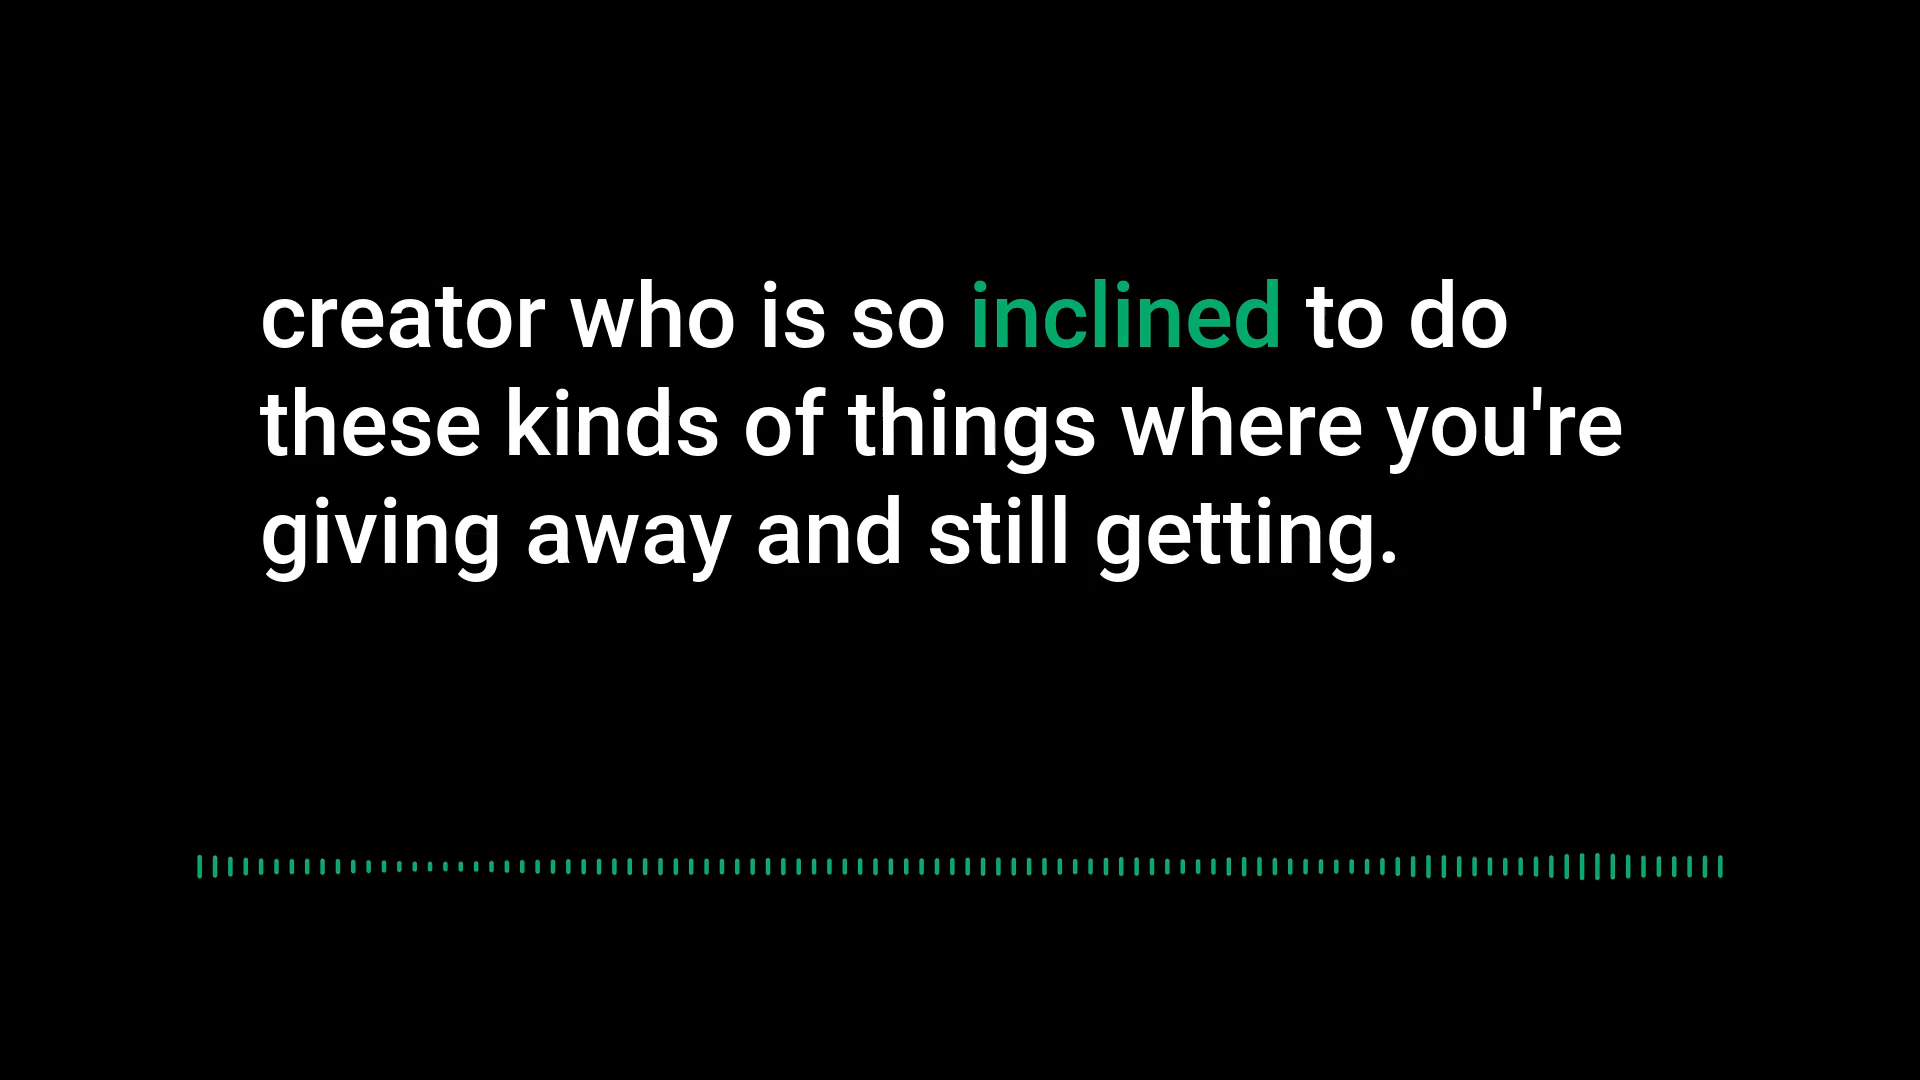 creator who is so inclined to do
these kinds of things where you're
giving away and still getting.